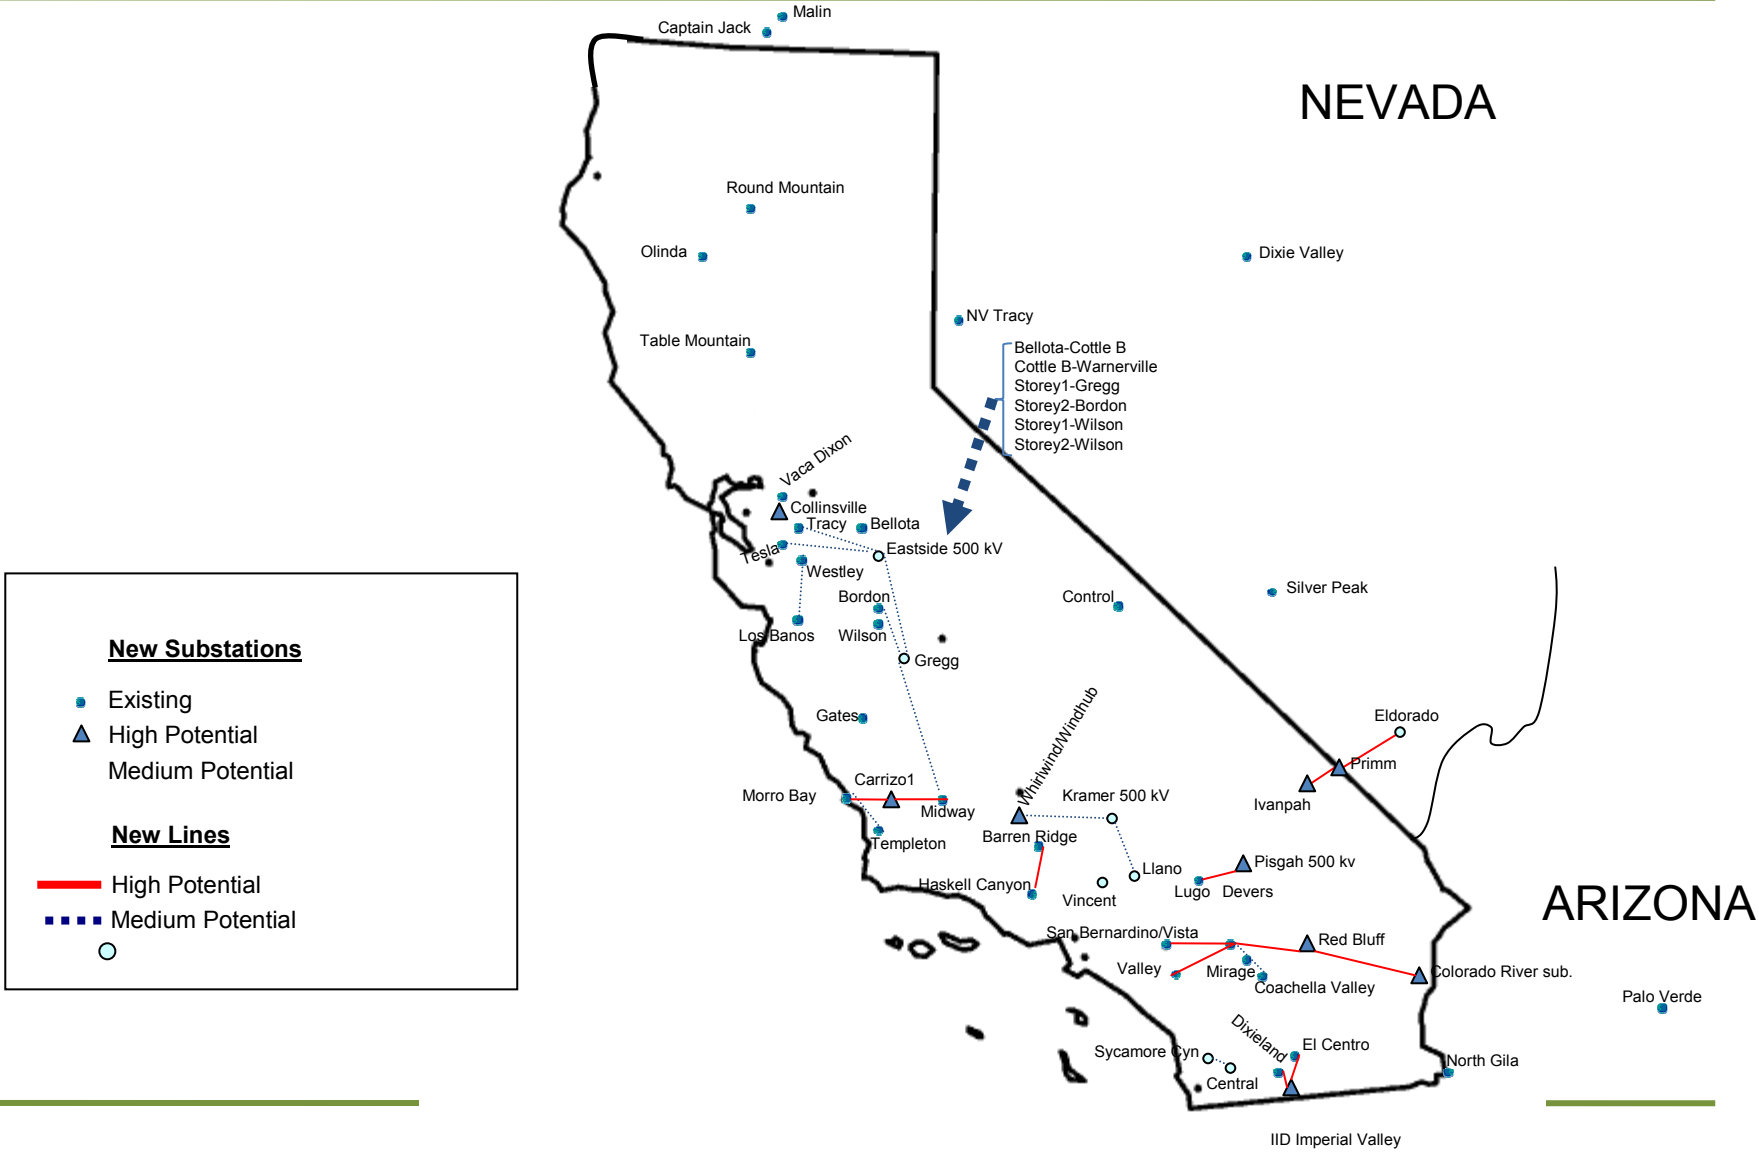 Malin
Captain Jack
NEVADA
Round Mountain
Olinda
Dixie Valley
NV Tracy
Table Mountain
Bellota-Cottle B
Cottle B-Warnerville
Storey1-Gregg
Storey2-Bordon
Storey1-Wilson
Storey2-Wilson
Vaca Dixon
Collinsville
Tracy
Bellota
Tesla
Eastside 500 kV
Westley
Bordon
Control
Silver Peak
Los Banos
Wilson
Gregg
New Substations
Existing
High Potential
Medium Potential
New Lines
High Potential
Medium Potential
Gates
Eldorado
Whirlwind/Windhub
Primm
Carrizo1
Morro Bay
Midway
Kramer 500 kV
Ivanpah
Templeton
Barren Ridge
Pisgah 500 kv
Llano
Haskell Canyon
Vincent
Lugo
Devers
ARIZONA
San Bernardino/Vista
Red Bluff
Valley
Mirage
Colorado River sub.
Coachella Valley
Palo Verde
Dixieland
El Centro
Sycamore Cyn
North Gila
Central
IID Imperial Valley